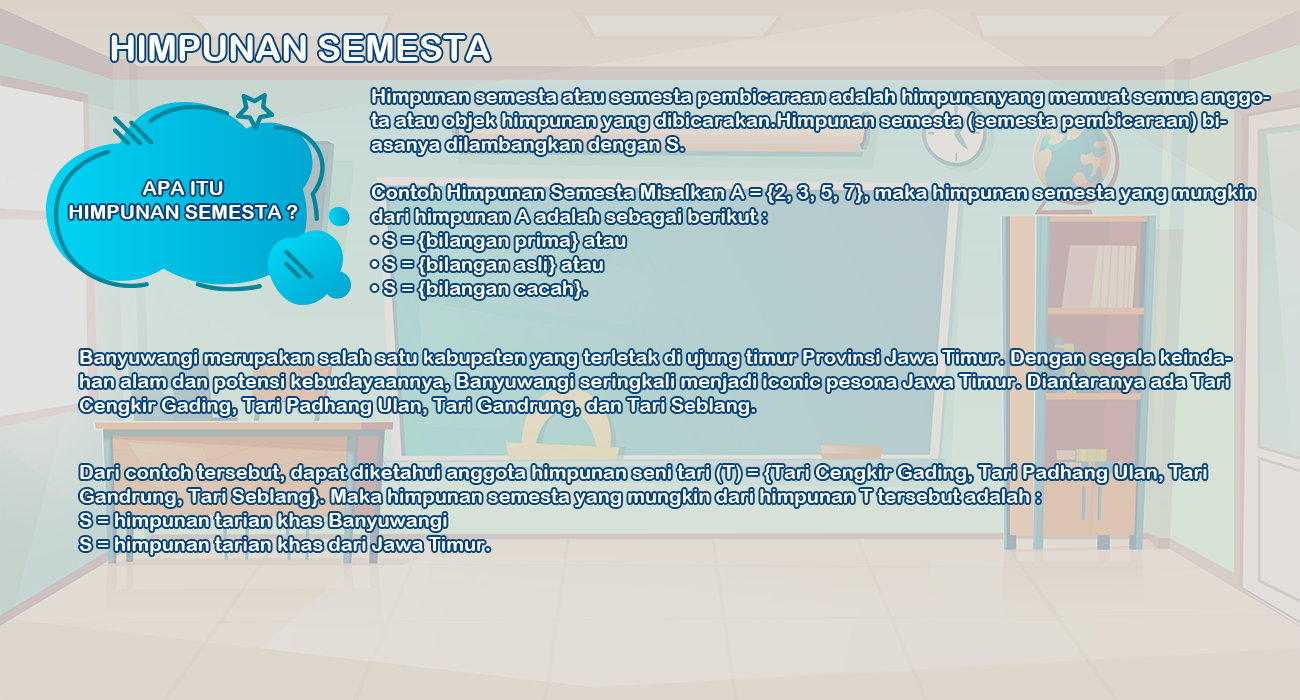 HIMPUNAN SEMESTA
APA ITU
HIMPUNAN SEMESTA ?
Himpunan semesta atau semesta pembicaraan adalah himpunanyang memuat semua anggo-
ta atau objek himpunan yang dibicarakan.Himpunan semesta (semesta pembicaraan) bi-
asanya dilambangkan dengan S.
Contoh Himpunan Semesta Misalkan A = {2, 3, 5, 7}, maka himpunan semesta yang mungkin
dari himpunan A adalah sebagai berikut :
• S = {bilangan prima} atau
• S = {bilangan asli} atau
• S = {bilangan cacah}.
Banyuwangi merupakan salah satu kabupaten yang terletak di ujung timur Provinsi Jawa Timur. Dengan segala keinda-
han alam dan potensi kebudayaannya, Banyuwangi seringkali menjadi iconic pesona Jawa Timur. Diantaranya ada Tari
Cengkir Gading, Tari Padhang Ulan, Tari Gandrung, dan Tari Seblang.
Dari contoh tersebut, dapat diketahui anggota himpunan seni tari (T) = {Tari Cengkir Gading, Tari Padhang Ulan, Tari
Gandrung, Tari Seblang}. Maka himpunan semesta yang mungkin dari himpunan T tersebut adalah :
S = himpunan tarian khas Banyuwangi
S = himpunan tarian khas dari Jawa Timur.